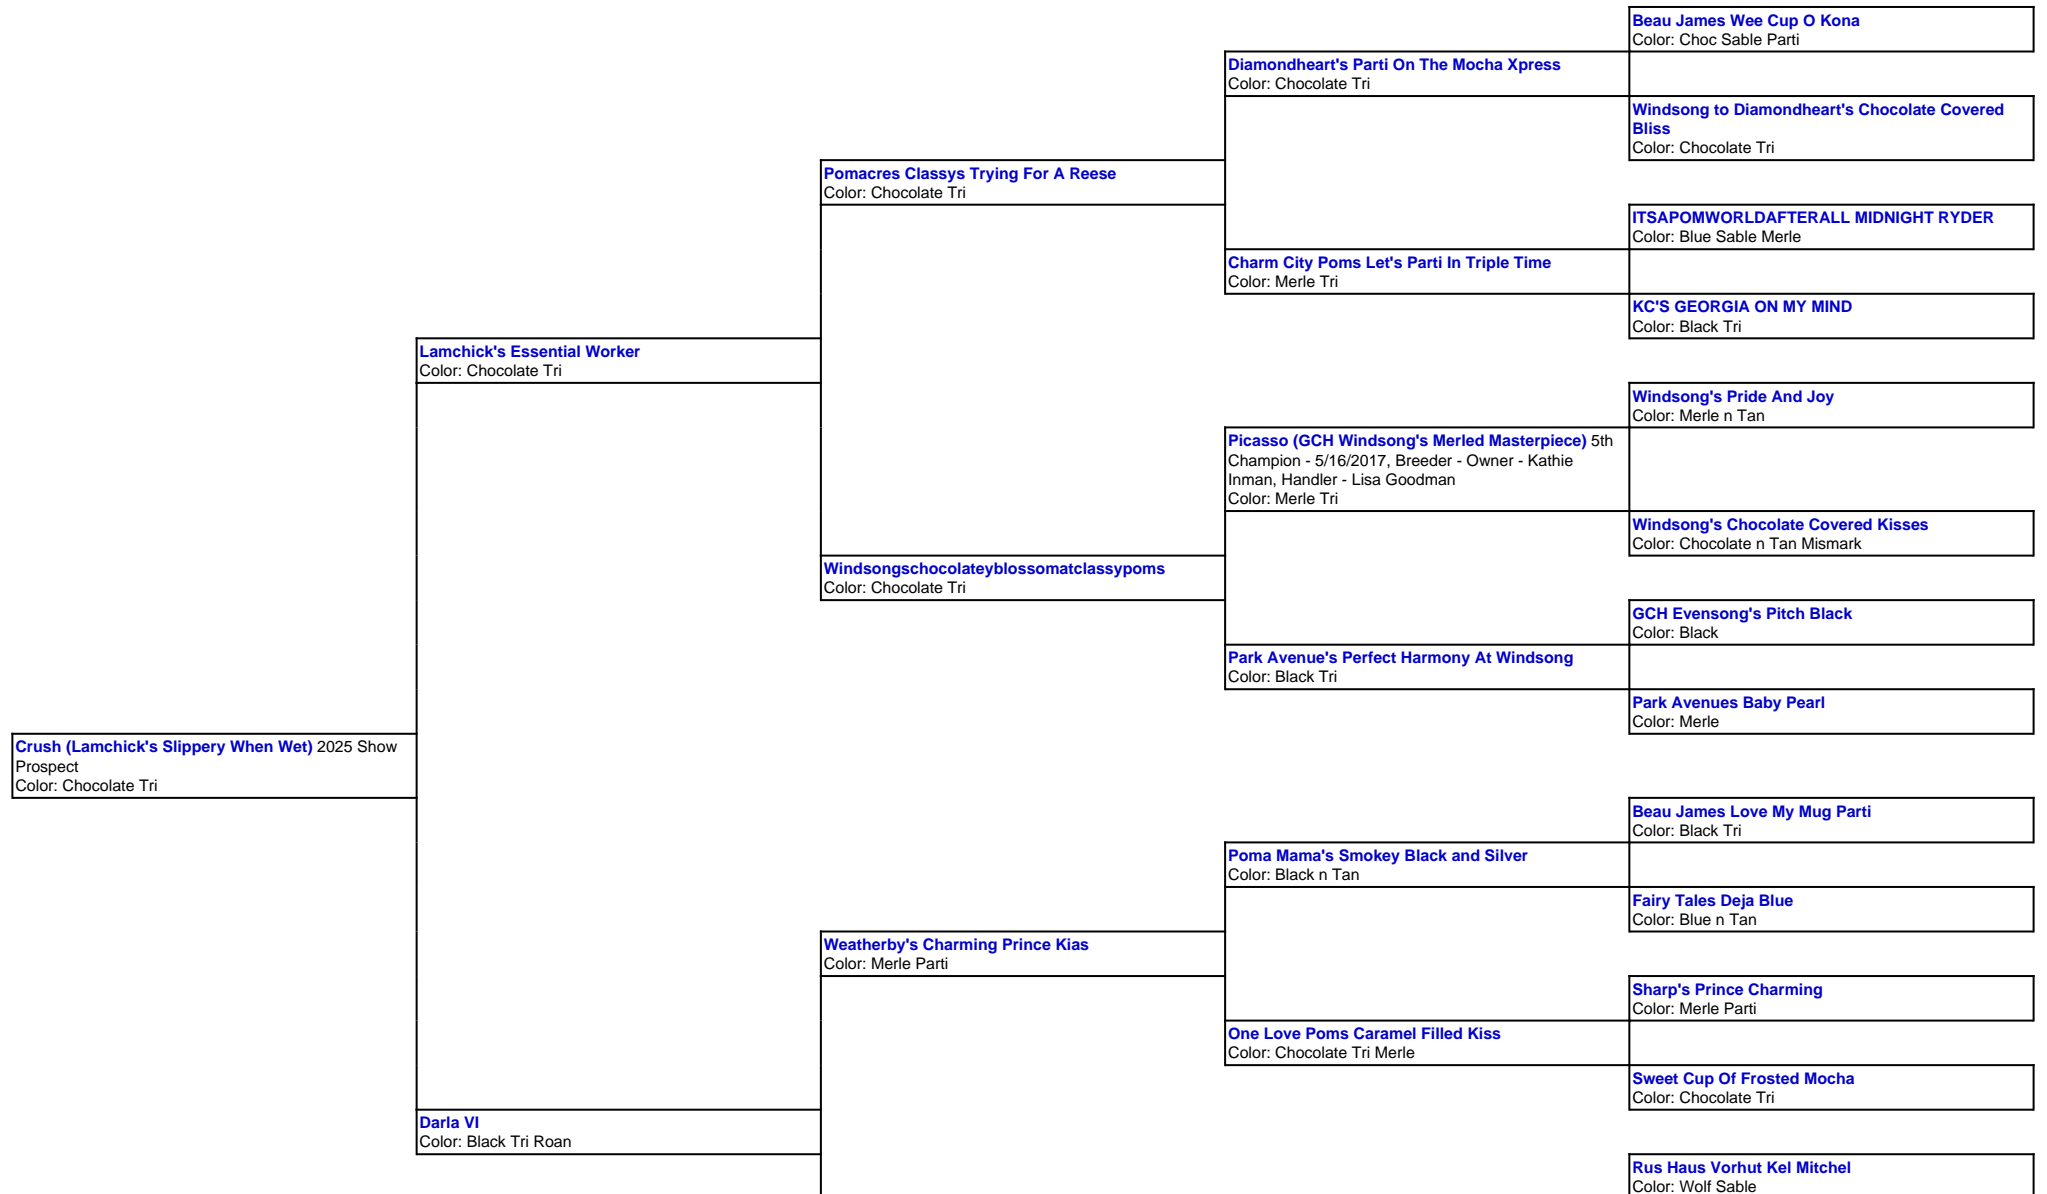 Beau James Wee Cup O Kona
Color: Choc Sable Parti
Diamondheart's Parti On The Mocha Xpress
Color: Chocolate Tri
Windsong to Diamondheart's Chocolate Covered
Bliss
Color: Chocolate Tri
Pomacres Classys Trying For A Reese
Color: Chocolate Tri
ITSAPOMWORLDAFTERALL MIDNIGHT RYDER
Color: Blue Sable Merle
Charm City Poms Let's Parti In Triple Time
Color: Merle Tri
KC'S GEORGIA ON MY MIND
Color: Black Tri
Lamchick's Essential Worker
Color: Chocolate Tri
Windsong's Pride And Joy
Color: Merle n Tan
Picasso (GCH Windsong's Merled Masterpiece) 5th
Champion - 5/16/2017, Breeder - Owner - Kathie
Inman, Handler - Lisa Goodman
Color: Merle Tri
Windsong's Chocolate Covered Kisses
Color: Chocolate n Tan Mismark
Windsongschocolateyblossomatclassypoms
Color: Chocolate Tri
GCH Evensong's Pitch Black
Color: Black
Park Avenue's Perfect Harmony At Windsong
Color: Black Tri
Park Avenues Baby Pearl
Color: Merle
Crush (Lamchick's Slippery When Wet) 2025 Show
Prospect
Color: Chocolate Tri
Beau James Love My Mug Parti
Color: Black Tri
Poma Mama's Smokey Black and Silver
Color: Black n Tan
Fairy Tales Deja Blue
Color: Blue n Tan
Weatherby's Charming Prince Kias
Color: Merle Parti
Sharp's Prince Charming
Color: Merle Parti
One Love Poms Caramel Filled Kiss
Color: Chocolate Tri Merle
Sweet Cup Of Frosted Mocha
Color: Chocolate Tri
Darla VI
Color: Black Tri Roan
Rus Haus Vorhut Kel Mitchel
Color: Wolf Sable